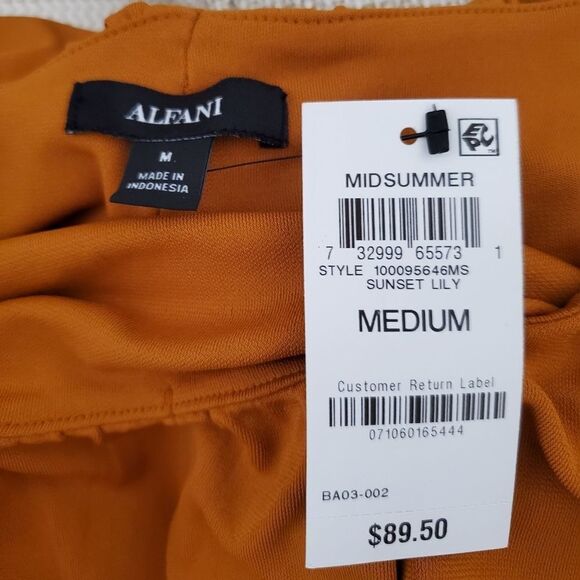 ALFANI
M
MADE IN
INDONESIA
EPC
MIDSUMMER
7 32999 65573 1
STYLE 100095646MS
SUNSET LILY
MEDIUM
Customer Return Label
071060165444
BA03-002
$89.50